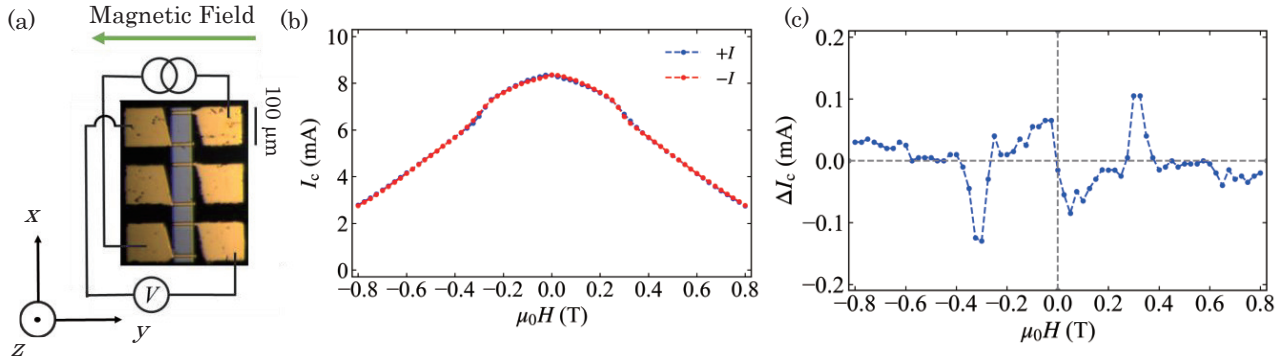 (a)
Magnetic Field
100 μm
x
y
z
V
(b)
10
8
6
4
2
0
I_c (mA)
+I
−I
−0.8 −0.6 −0.4 −0.2 0.0 0.2 0.4 0.6 0.8
μ₀H (T)
(c)
0.2
0.1
0.0
−0.1
−0.2
ΔI_c (mA)
−0.8 −0.6 −0.4 −0.2 0.0 0.2 0.4 0.6 0.8
μ₀H (T)